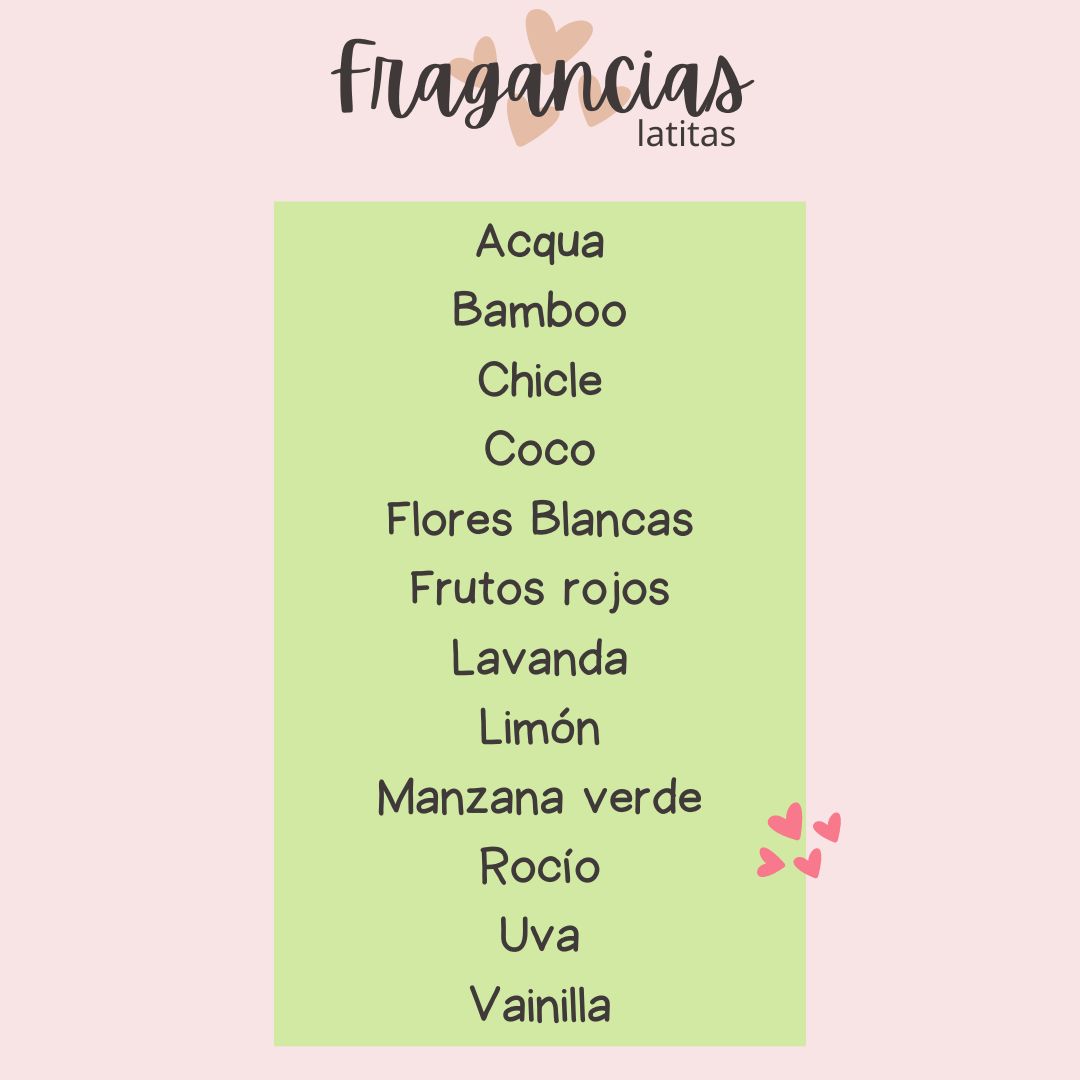 Fragancias
latitas
Acqua
Bamboo
Chicle
Coco
Flores Blancas
Frutos rojos
Lavanda
Limón
Manzana verde
Rocío
Uva
Vainilla